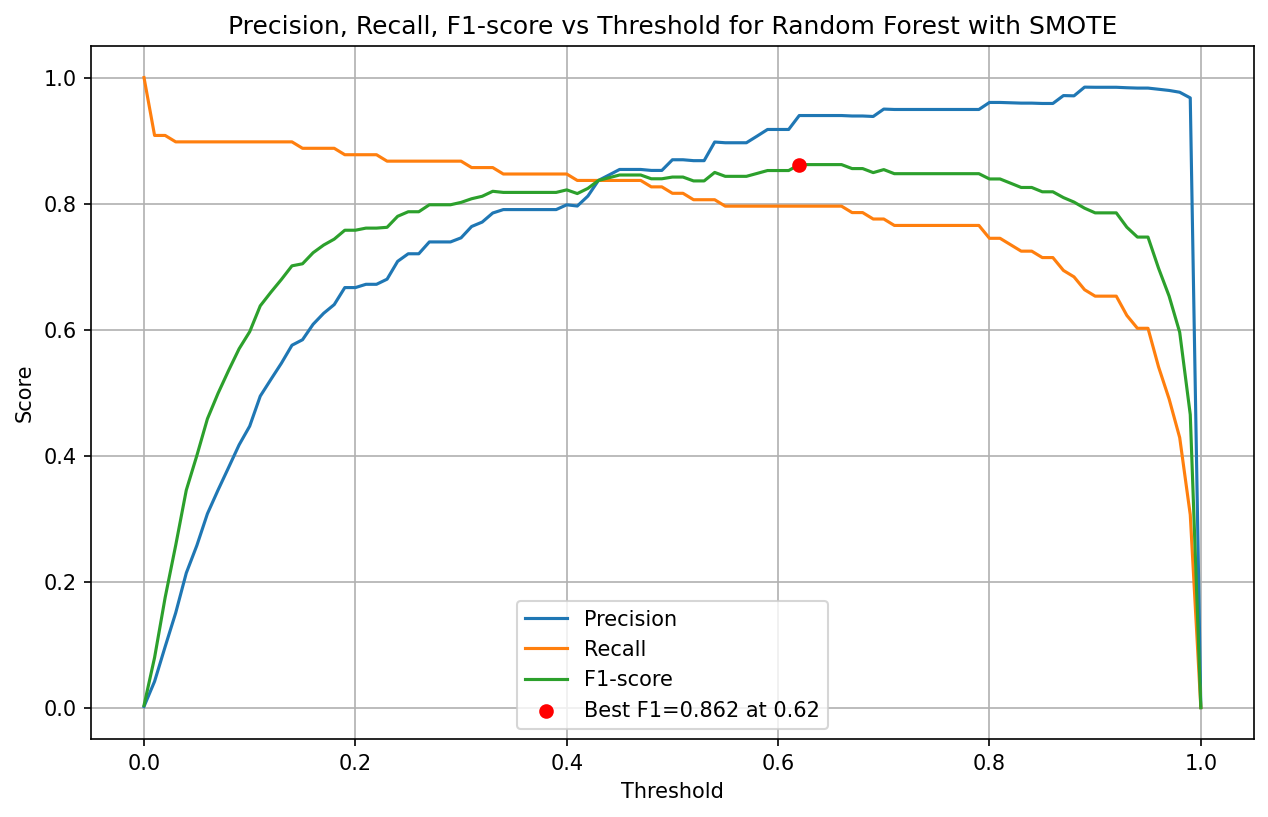 Precision, Recall, F1-score vs Threshold for Random Forest with SMOTE
1.0
0.8
0.6
0.4
0.2
0.0
Score
Precision
Recall
F1-score
Best F1=0.862 at 0.62
0.0 0.2 0.4 0.6 0.8 1.0
Threshold